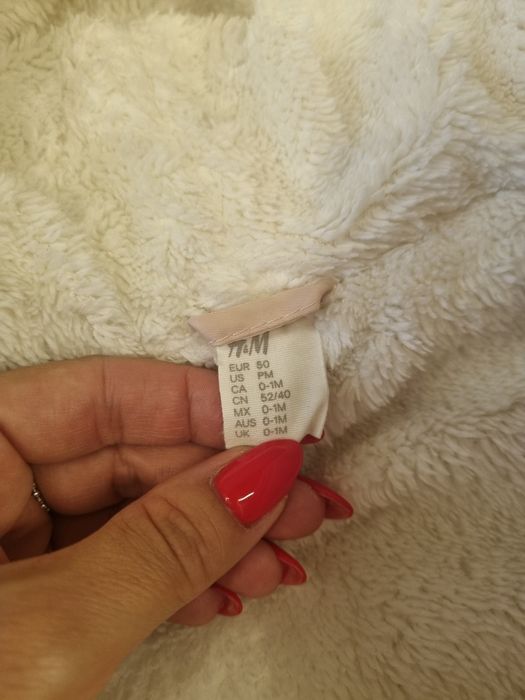 H&M
EUR 50
US PM
CA 0-1M
CN 52/40
MX 0-1M
AUS 0-1M
UK 0-1M